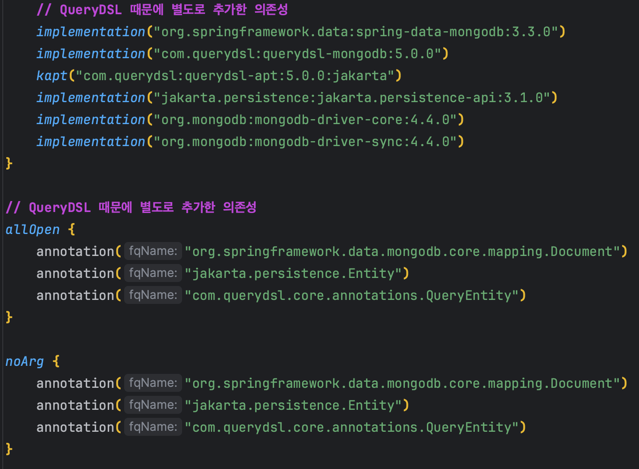 // QueryDSL 때문에 별도로 추가한 의존성
implementation("org.springframework.data:spring-data-mongodb:3.3.0")
implementation("com.querydsl:querydsl-mongodb:5.0.0")
kapt("com.querydsl:querydsl-apt:5.0.0:jakarta")
implementation("jakarta.persistence:jakarta.persistence-api:3.1.0")
implementation("org.mongodb:mongodb-driver-core:4.4.0")
implementation("org.mongodb:mongodb-driver-sync:4.4.0")
}
// QueryDSL 때문에 별도로 추가한 의존성
allOpen {
annotation( fqName: "org.springframework.data.mongodb.core.mapping.Document")
annotation( fqName: "jakarta.persistence.Entity")
annotation( fqName: "com.querydsl.core.annotations.QueryEntity")
}
noArg {
annotation( fqName: "org.springframework.data.mongodb.core.mapping.Document")
annotation( fqName: "jakarta.persistence.Entity")
annotation( fqName: "com.querydsl.core.annotations.QueryEntity")
}